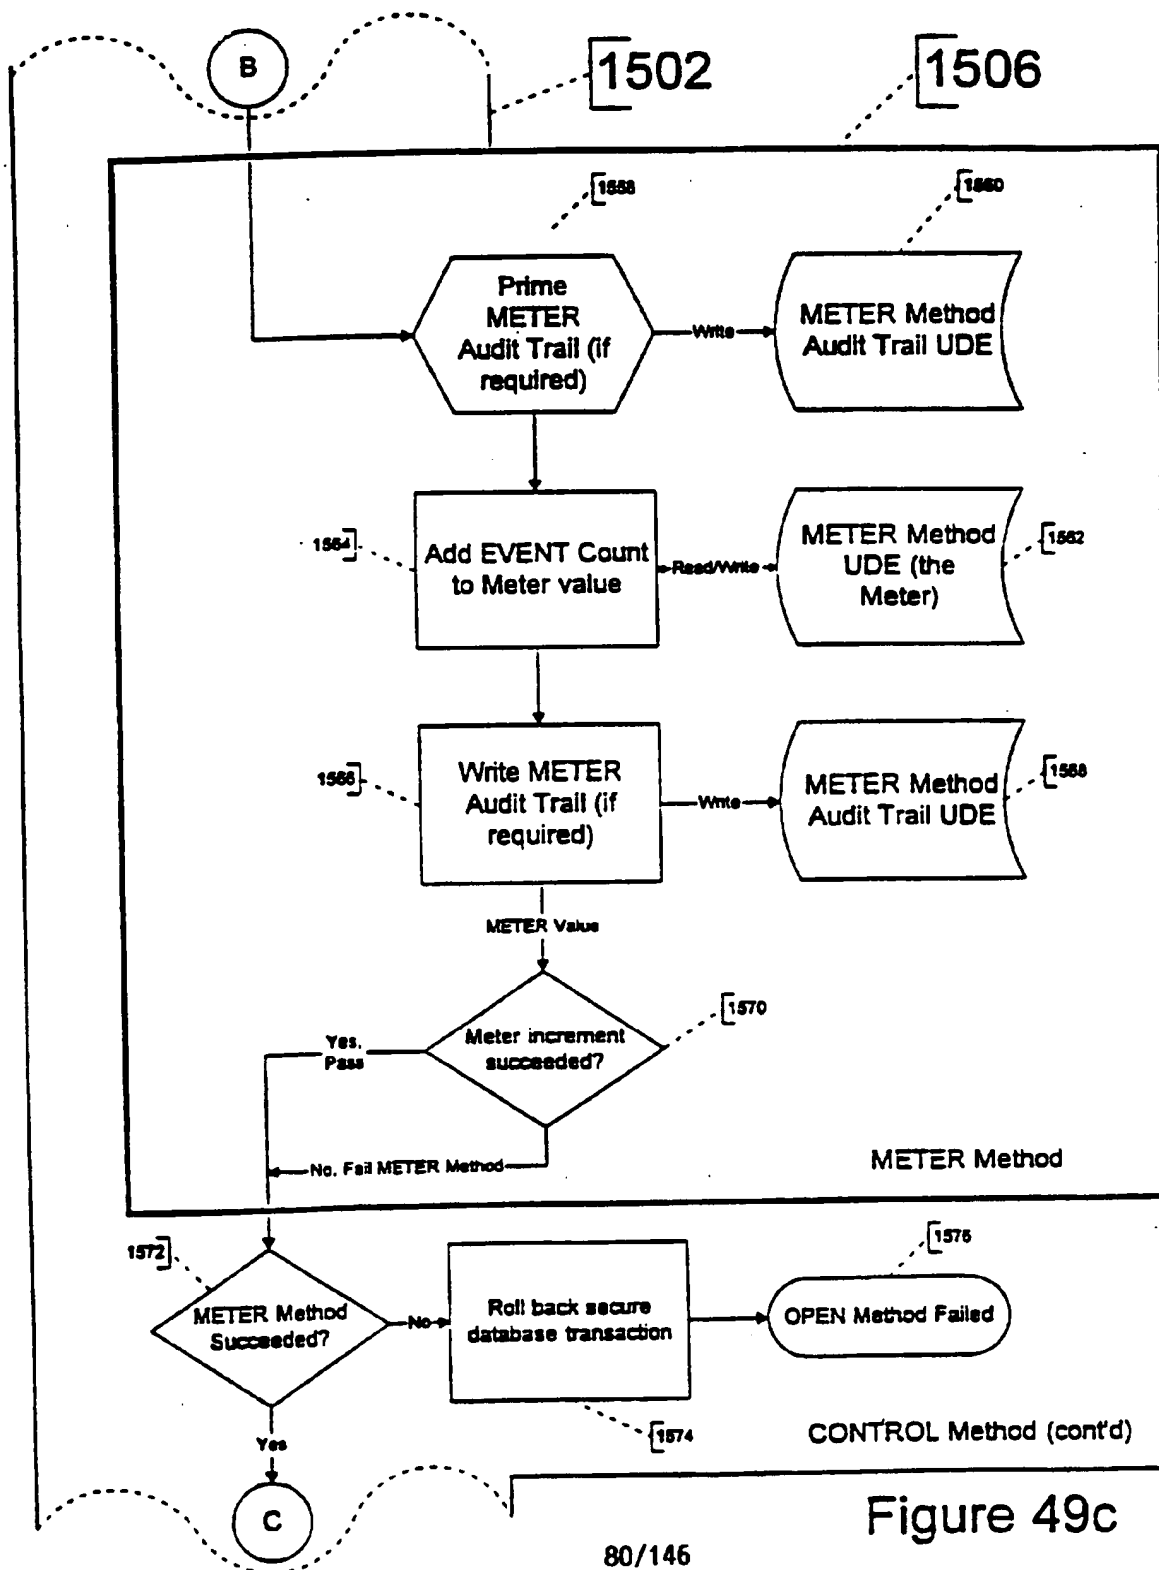 B
1502
1506
1558
1560
Prime
METER
Audit Trail (if
required)
Write
METER Method
Audit Trail UDE
1564
Add EVENT Count
to Meter value
Read/Write
METER Method
UDE (the
Meter)
1562
1566
Write METER
Audit Trail (if
required)
Write
METER Method
Audit Trail UDE
1568
METER Value
Meter increment
succeeded?
1570
Yes,
Pass
No, Fail METER Method
METER Method
1572
METER Method
Succeeded?
No
Roll back secure
database transaction
1576
OPEN Method Failed
1574
Yes
CONTROL Method (cont'd)
C
Figure 49c
80/146